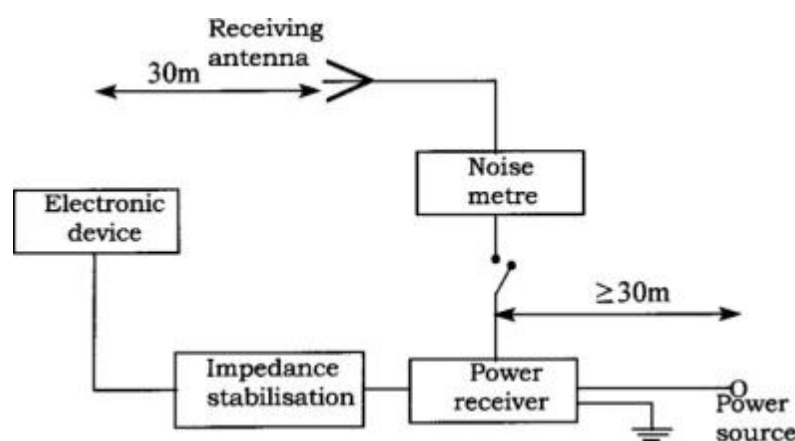 Receiving
antenna
30m
Noise
metre
Electronic
device
≥30m
Impedance
stabilisation
Power
receiver
Power
source